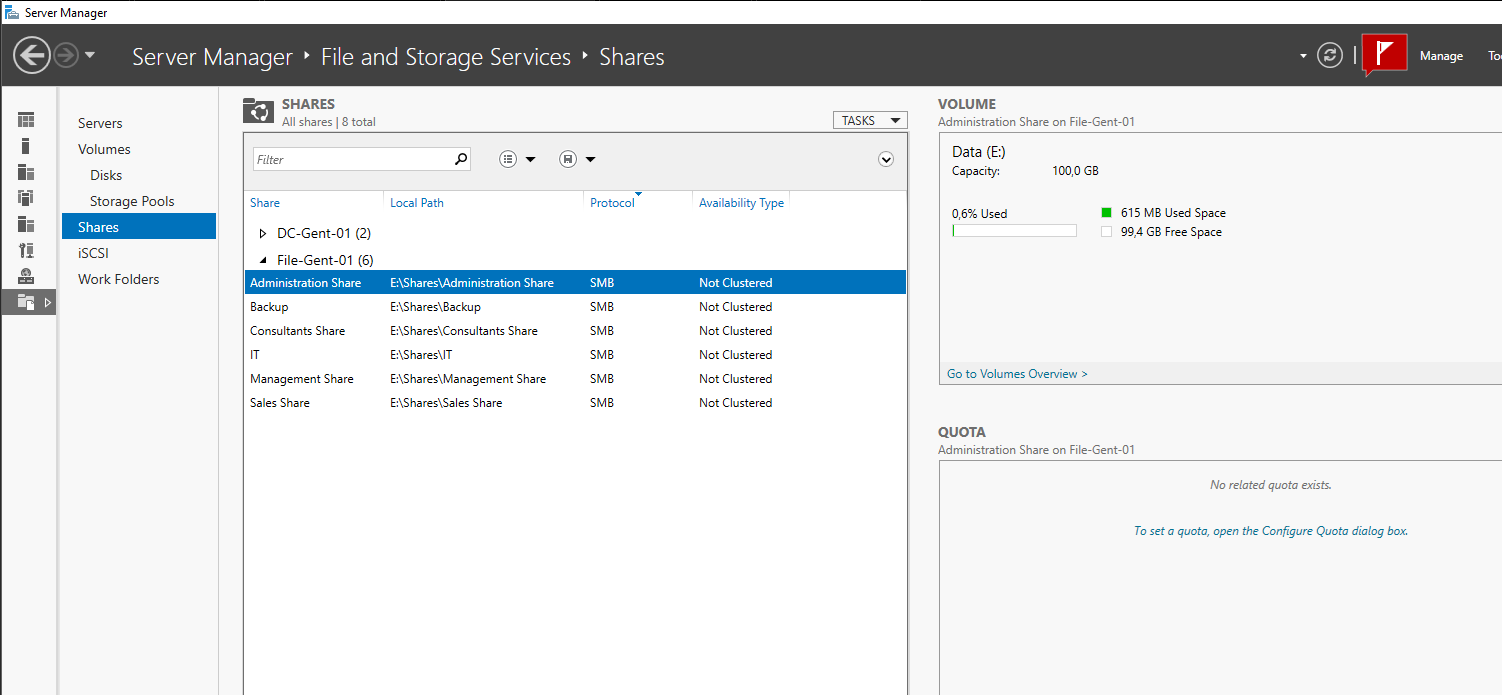 Server Manager
Server Manager ‣ File and Storage Services ‣ Shares
Manage
Servers
Volumes
Disks
Storage Pools
Shares
iSCSI
Work Folders
SHARES
All shares | 8 total
TASKS
Filter
Share Local Path Protocol Availability Type
DC-Gent-01 (2)
File-Gent-01 (6)
Administration Share E:\Shares\Administration Share SMB Not Clustered
Backup E:\Shares\Backup SMB Not Clustered
Consultants Share E:\Shares\Consultants Share SMB Not Clustered
IT E:\Shares\IT SMB Not Clustered
Management Share E:\Shares\Management Share SMB Not Clustered
Sales Share E:\Shares\Sales Share SMB Not Clustered
VOLUME
Administration Share on File-Gent-01
Data (E:)
Capacity: 100,0 GB
0,6% Used
615 MB Used Space
99,4 GB Free Space
Go to Volumes Overview >
QUOTA
Administration Share on File-Gent-01
No related quota exists.
To set a quota, open the Configure Quota dialog box.